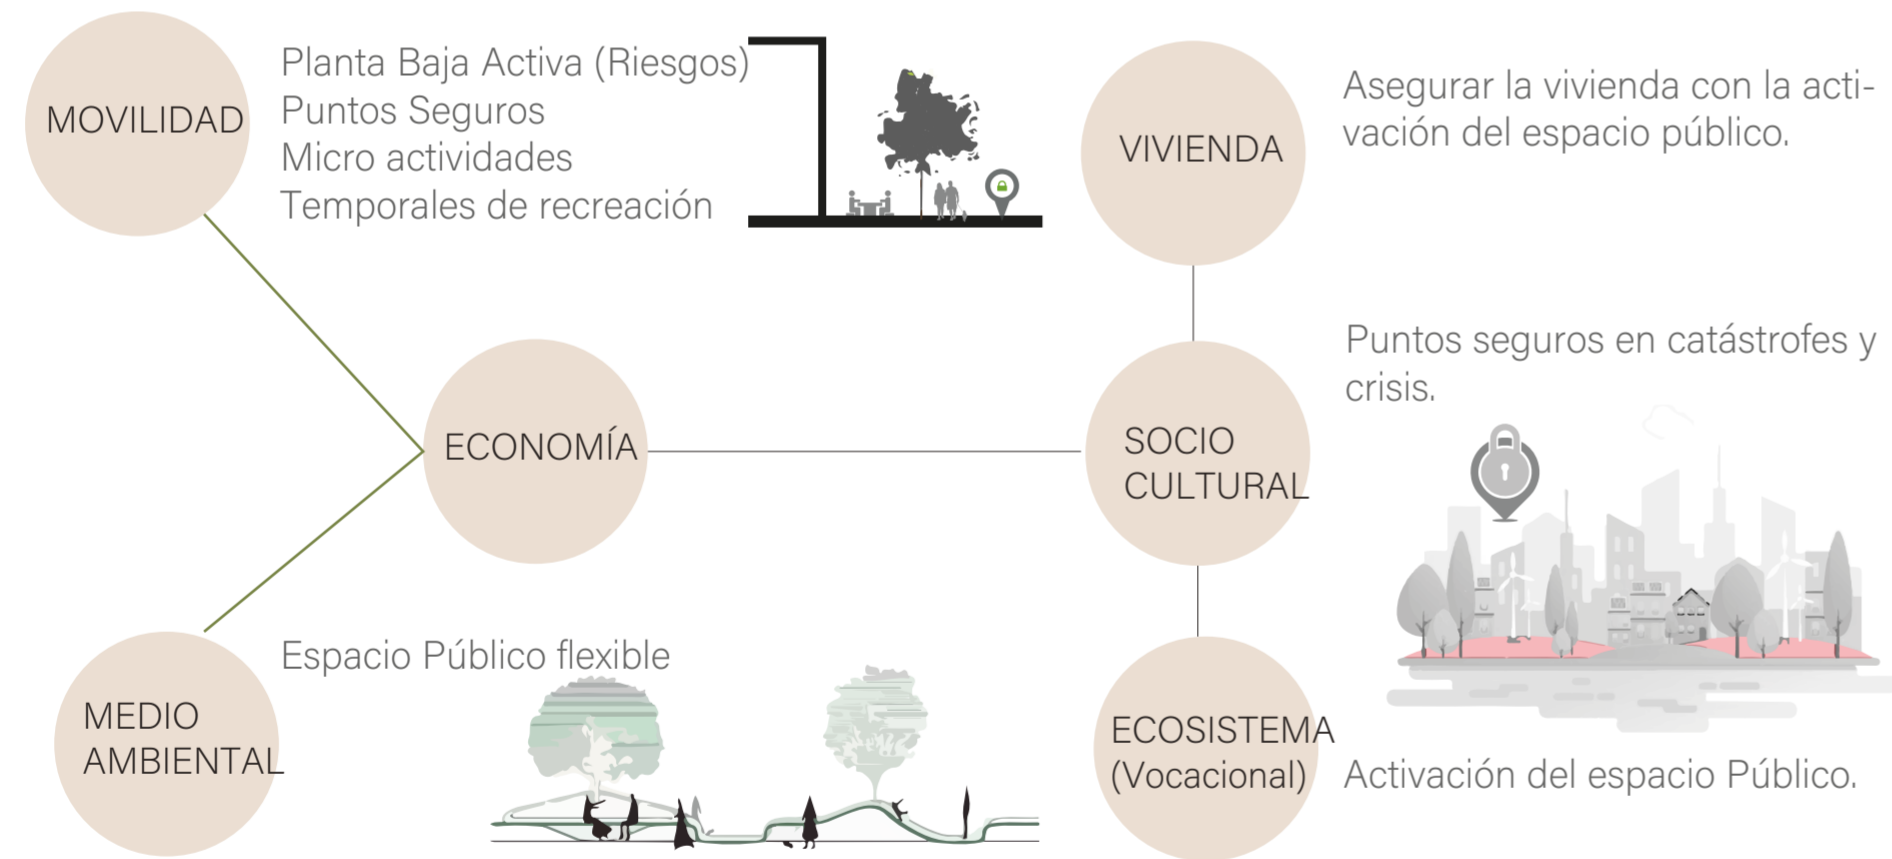 MOVILIDAD
Planta Baja Activa (Riesgos)
Puntos Seguros
Micro actividades
Temporales de recreación
VIVIENDA
Asegurar la vivienda con la acti-
vación del espacio público.
ECONOMÍA
SOCIO
CULTURAL
Puntos seguros en catástrofes y
crisis.
MEDIO
AMBIENTAL
Espacio Público flexible
ECOSISTEMA
(Vocacional)
Activación del espacio Público.